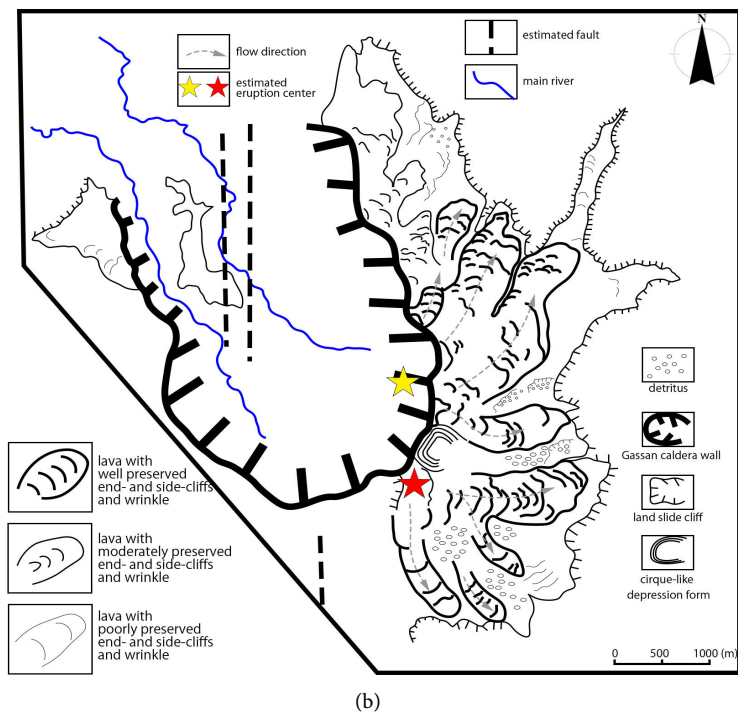 N
flow direction
estimated
eruption center
estimated fault
main river
detritus
Gassan caldera wall
land slide cliff
cirque-like
depression form
lava with
well preserved
end- and side-cliffs
and wrinkle
lava with
moderately preserved
end- and side-cliffs
and wrinkle
lava with
poorly preserved
end- and side-cliffs
and wrinkle
0 500 1000 (m)
(b)